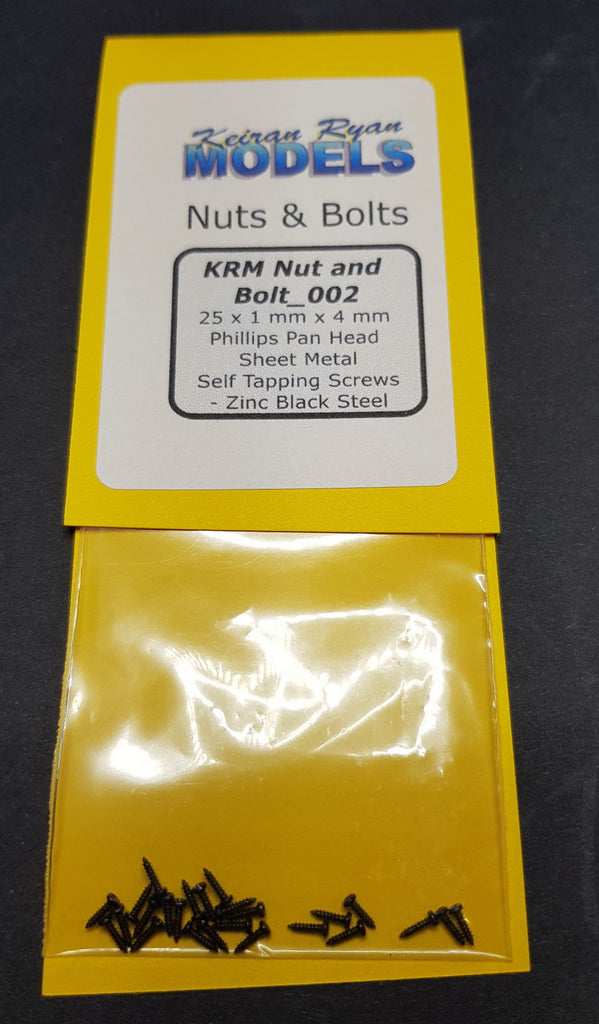 Keiran Ryan
MODELS
Nuts & Bolts
KRM Nut and
Bolt_002
25 x 1 mm x 4 mm
Phillips Pan Head
Sheet Metal
Self Tapping Screws
- Zinc Black Steel